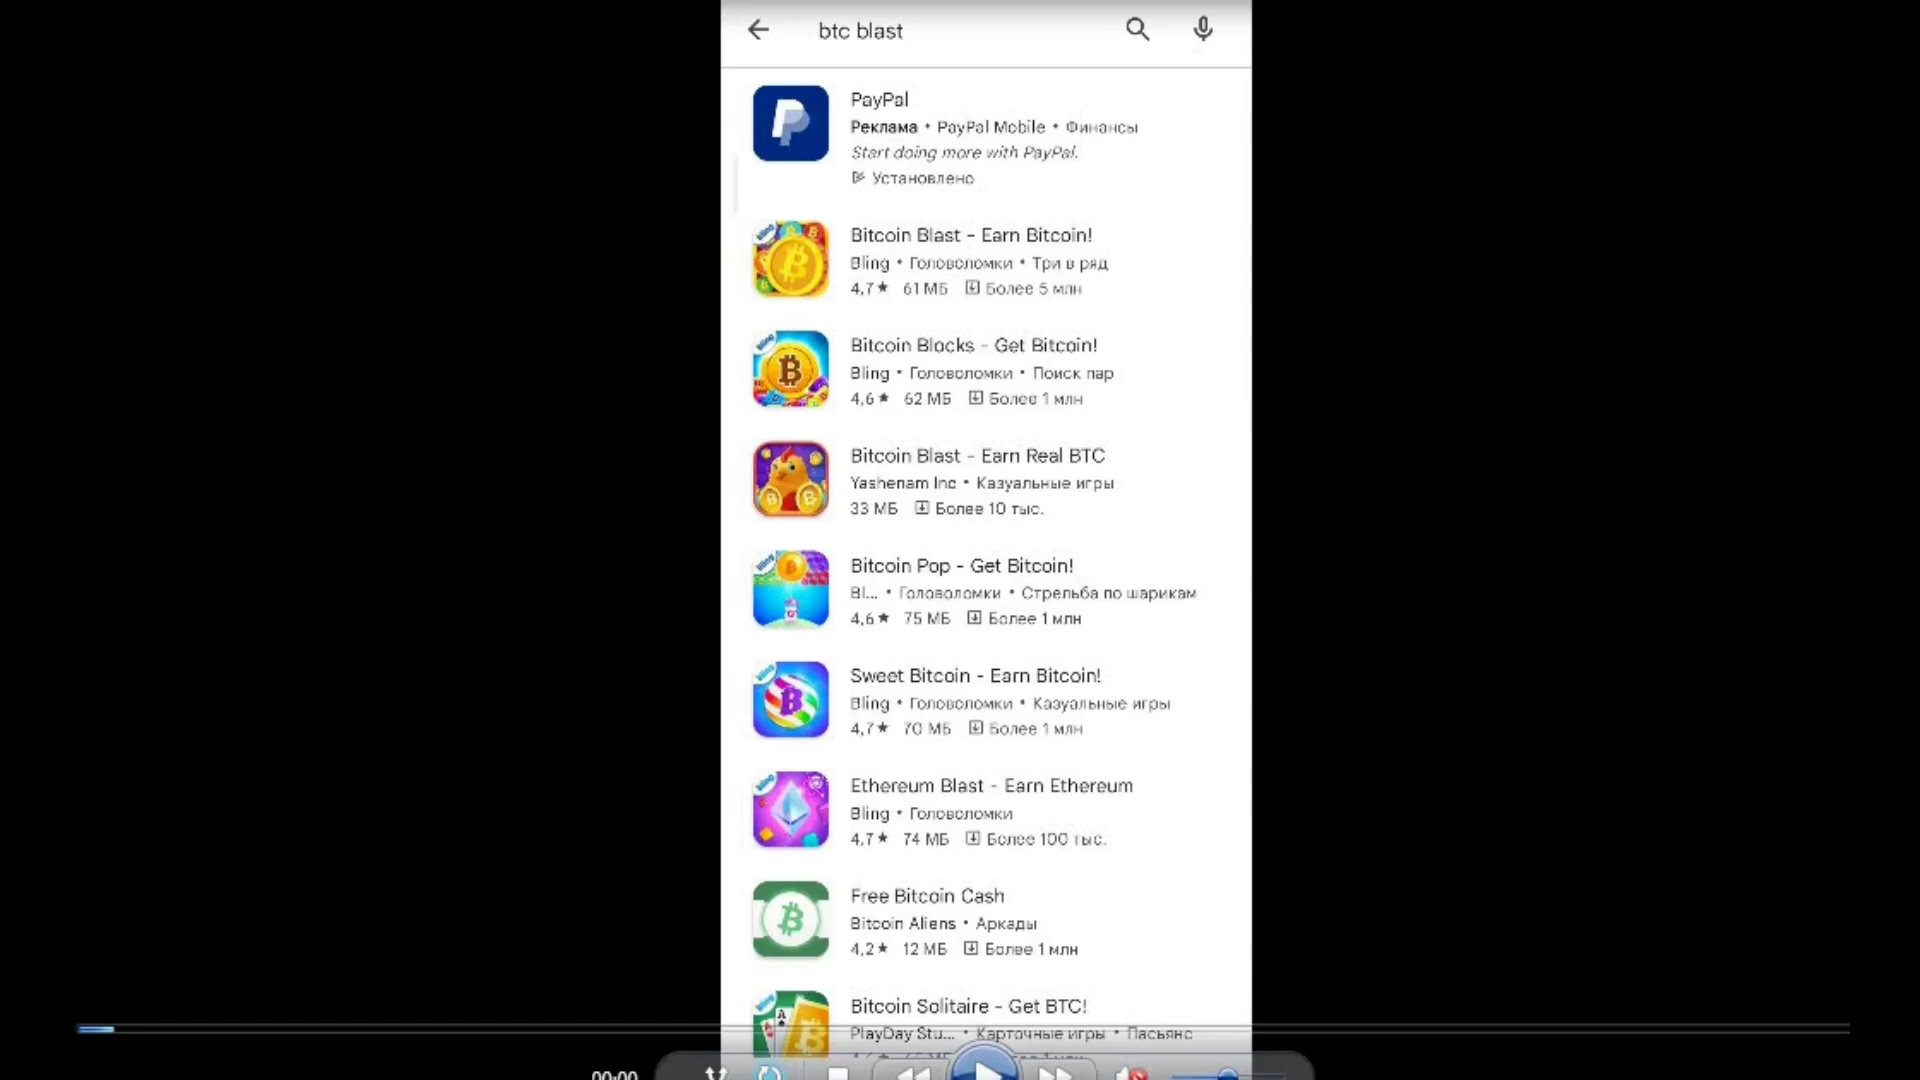 btc blast
PayPal
Реклама • PayPal Mobile • Финансы
Start doing more with PayPal.
Установлено
Bitcoin Blast - Earn Bitcoin!
Bling • Головоломки • Три в ряд
4,7★ 61 МБ Более 5 млн
Bitcoin Blocks - Get Bitcoin!
Bling • Головоломки • Поиск пар
4,6★ 62 МБ Более 1 млн
Bitcoin Blast - Earn Real BTC
Yashenam Inc • Казуальные игры
33 МБ Более 10 тыс.
Bitcoin Pop - Get Bitcoin!
Bl... • Головоломки • Стрельба по шарикам
4,6★ 75 МБ Более 1 млн
Sweet Bitcoin - Earn Bitcoin!
Bling • Головоломки • Казуальные игры
4,7★ 70 МБ Более 1 млн
Ethereum Blast - Earn Ethereum
Bling • Головоломки
4,7★ 74 МБ Более 100 тыс.
Free Bitcoin Cash
Bitcoin Aliens • Аркады
4,2★ 12 МБ Более 1 млн
Bitcoin Solitaire - Get BTC!
PlayDay Stu... • Карточные игры • Пасьянс
00:00